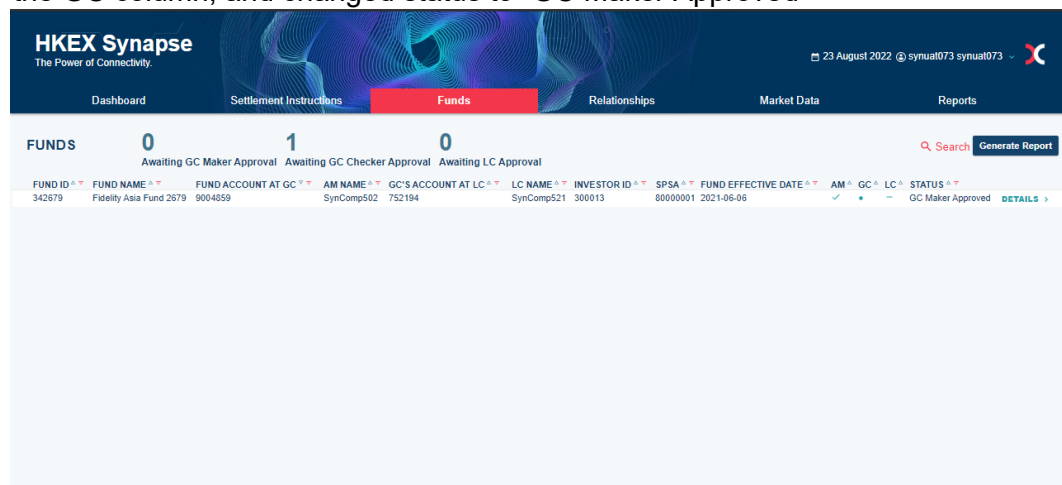 the GC column, and changed status to "GC Maker Approved"
HKEX Synapse
The Power of Connectivity.
23 August 2022 synuat073 synuat073
Dashboard Settlement Instructions Funds Relationships Market Data Reports
FUNDS 0 1 0 Search Generate Report
Awaiting GC Maker Approval Awaiting GC Checker Approval Awaiting LC Approval
FUND ID FUND NAME FUND ACCOUNT AT GC AM NAME GC'S ACCOUNT AT LC LC NAME INVESTOR ID SPSA FUND EFFECTIVE DATE AM GC LC STATUS
342679 Fidelity Asia Fund 2679 9004859 SynComp502 752194 SynComp521 300013 80000001 2021-06-06 ✓ • – GC Maker Approved DETAILS >